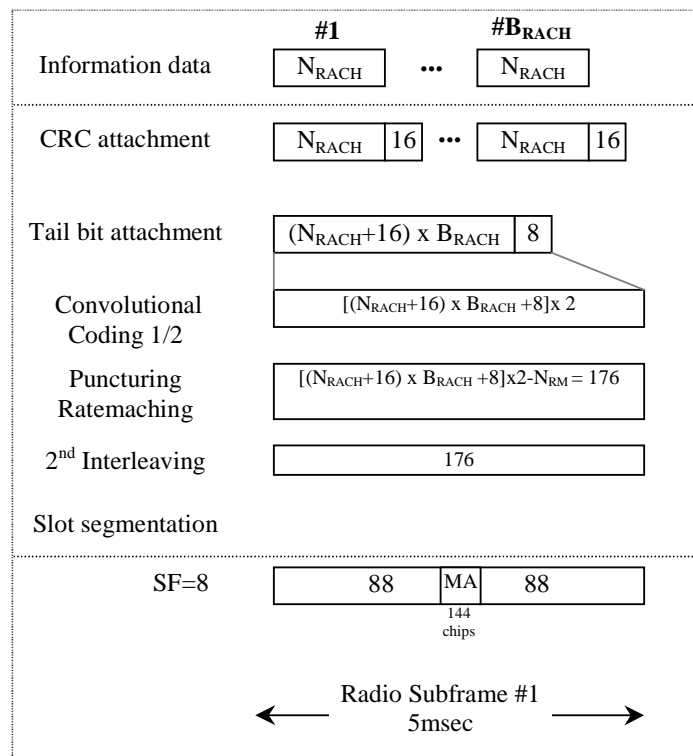 #1 #B_RACH
Information data N_RACH ... N_RACH
CRC attachment N_RACH 16 ... N_RACH 16
Tail bit attachment (N_RACH+16) x B_RACH 8
Convolutional
Coding 1/2
[(N_RACH+16) x B_RACH +8]x 2
Puncturing
Ratemaching
[(N_RACH+16) x B_RACH +8]x2-N_RM = 176
2nd Interleaving 176
Slot segmentation
SF=8 88 MA 88
144
chips
Radio Subframe #1
5msec